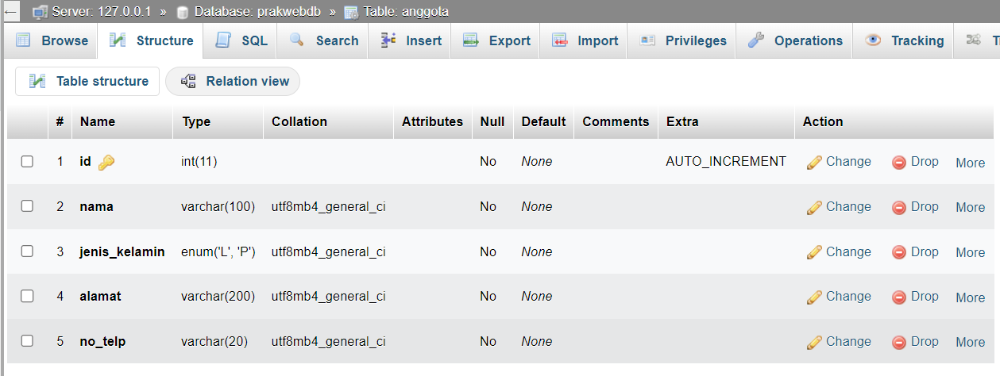 Server: 127.0.0.1 » Database: prakwebdb » Table: anggota
Browse Structure SQL Search Insert Export Import Privileges Operations Tracking
Table structure Relation view
# Name Type Collation Attributes Null Default Comments Extra Action
1 id int(11) No None AUTO_INCREMENT Change Drop More
2 nama varchar(100) utf8mb4_general_ci No None Change Drop More
3 jenis_kelamin enum('L', 'P') utf8mb4_general_ci No None Change Drop More
4 alamat varchar(200) utf8mb4_general_ci No None Change Drop More
5 no_telp varchar(20) utf8mb4_general_ci No None Change Drop More